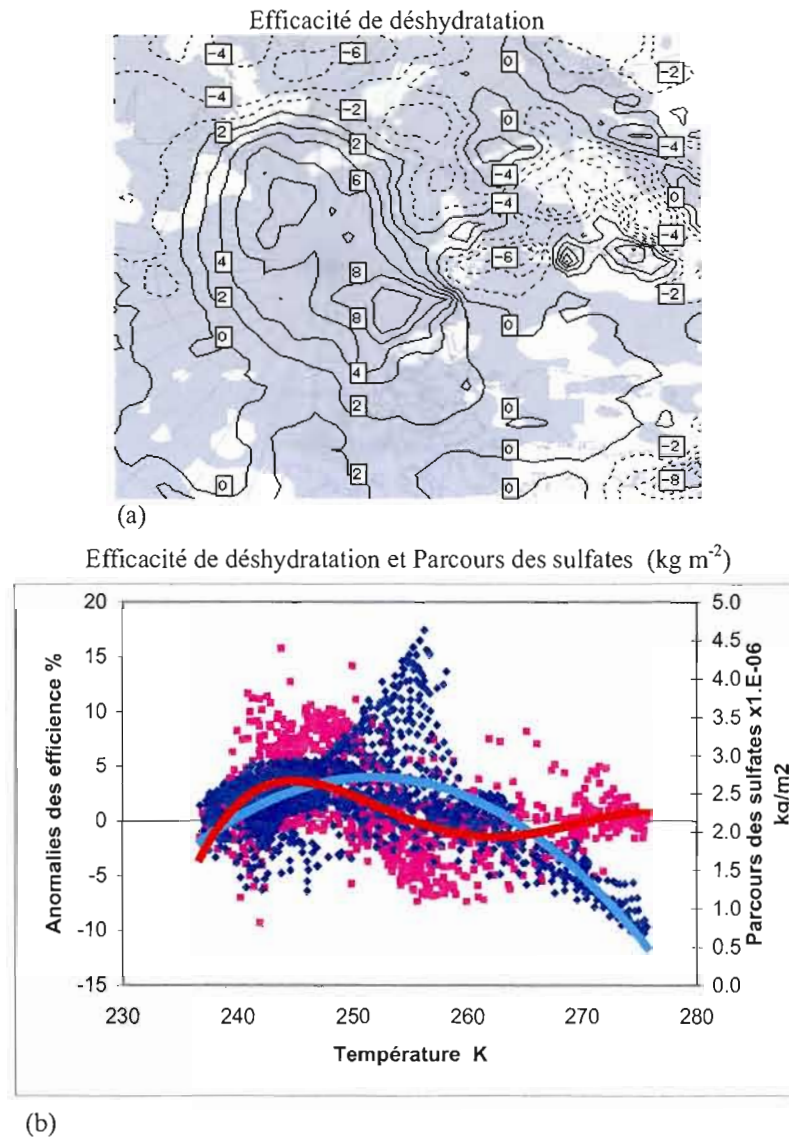 Efficacité de déshydratation
-4 -6 0 -2
-4 -2 0
2 2 -4
6 -4 0
-4 -4
4 8 -6
2 8 -2
0 0
4
2 0
-2
0
0 2 0 -8
(a)
Efficacité de déshydratation et Parcours des sulfates (kg m-2)
20 5.0
15 4.5
4.0
10 3.5
5 3.0
0 2.5
-5 2.0
1.5
-10 1.0
0.5
-15 0.0
Anomalies des efficience %
Parcours des sulfates x1.E-06
kg/m2
230 240 250 260 270 280
Température K
(b)